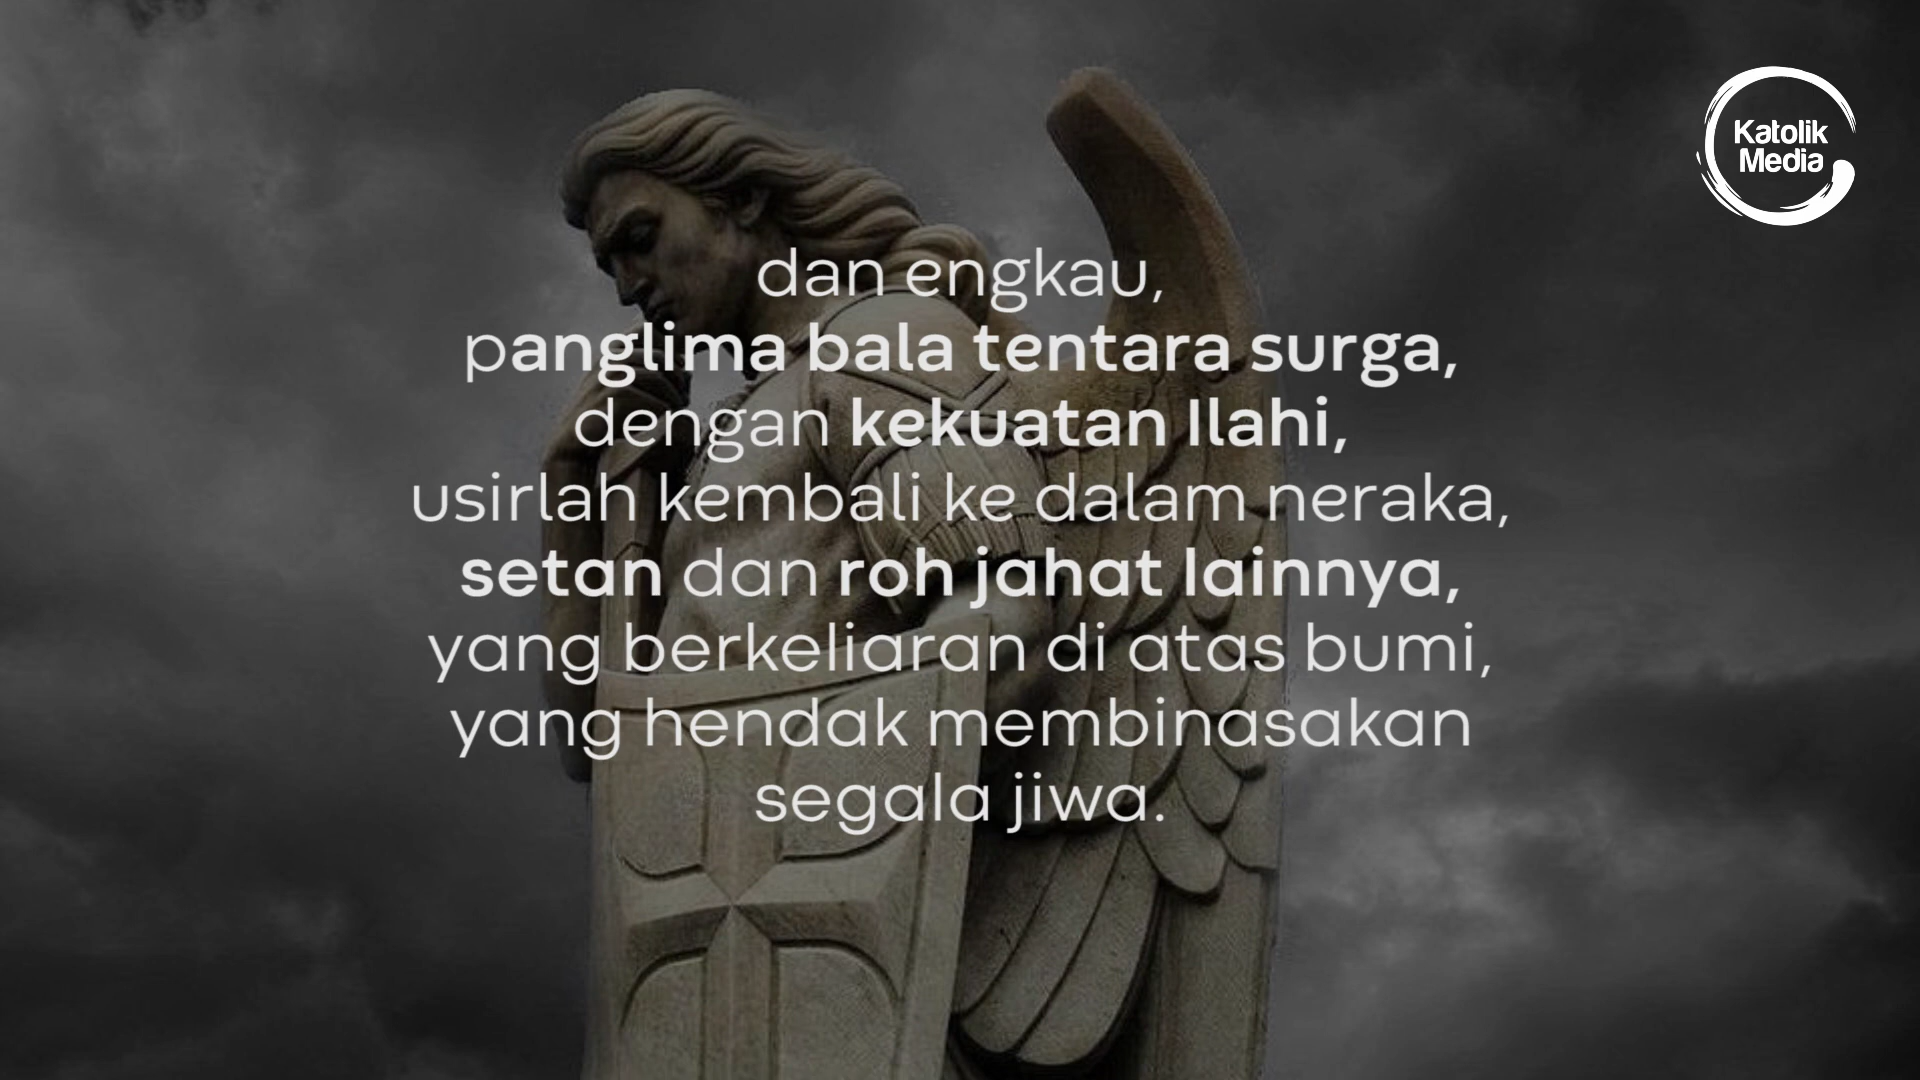 Katolik
Media
dan engkau,
panglima bala tentara surga,
dengan kekuatan Ilahi,
usirlah kembali ke dalam neraka,
setan dan roh jahat lainnya,
yang berkeliaran di atas bumi,
yang hendak membinasakan
segala jiwa.